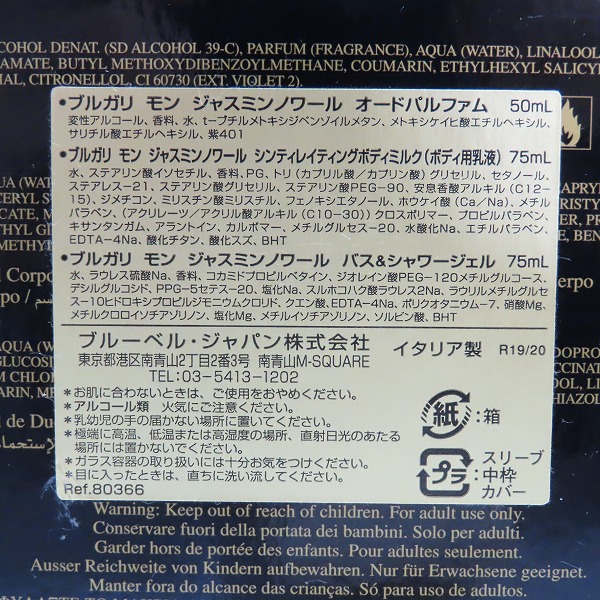 COHOL DENAT. (SD ALCOHOL 39-C), PARFUM (FRAGRANCE), AQUA (WATER), LINALOOL
AMATE, BUTYL METHOXYDIBENZOYLMETHANE, COUMARIN, ETHYLHEXYL SALICY
CITRONELLOL, CI 60730 (EXT. VIOLET 2).
•ブルガリ モン ジャスミンノワール オードパルファム 50mL
変性アルコール、香料、水、t-ブチルメトキシジベンゾイルメタン、メトキシケイヒ酸エチルヘキシル、
サリチル酸エチルヘキシル、紫401
•ブルガリ モン ジャスミンノワール シンティレイティングボディミルク(ボディ用乳液) 75mL
水、ステアリン酸イソセチル、香料、PG、トリ(カプリル酸/カプリン酸)グリセリル、セタノール、
ステアレス-21、ステアリン酸グリセリル、ステアリン酸PEG-90、安息香酸アルキル(C12-
15)、ジメチコン、ミリスチン酸ミリスチル、フェノキシエタノール、ホウケイ酸(Ca/Na)、メチル
パラベン、(アクリレーツ/アクリル酸アルキル(C10-30))クロスポリマー、プロピルパラベン、
キサンタンガム、アラントイン、カルボマー、メチルグルセス-20、水酸化Na、エチルパラベン、
EDTA-4Na、酸化チタン、酸化スズ、BHT
•ブルガリ モン ジャスミンノワール バス&シャワージェル 75mL
水、ラウレス硫酸Na、香料、コカミドプロピルベタイン、ジオレイン酸PEG-120メチルグルコース、
デシルグルコシド、PPG-5セテス-20、塩化Na、スルホコハク酸ラウレス2Na、ラウリルメチルグルセ
ス-10ヒドロキシプロピルジモニウムクロリド、クエン酸、EDTA-4Na、ポリクオタニウム-7、硝酸Mg、
メチルクロロイソチアゾリノン、塩化Mg、メチルイソチアゾリノン、ソルビン酸、BHT
ブルーベル・ジャパン株式会社 イタリア製 R19/20
東京都港区南青山2丁目2番3号 南青山M-SQUARE
TEL:03-5413-1202
*お肌に合わないときは、ご使用をおやめください。
*アルコール類 火気にご注意ください。
*乳幼児の手の届かない場所に置いてください。
*極端に高温、低温または高湿度の場所、直射日光のあたる
場所には置かないでください。
*ガラス容器の取り扱いには十分お気をつけください。
*目に入ったときは、直ちに洗い流してください。
Ref.80366
紙 :箱
プラ :スリーブ
中枠
カバー
Warning: Keep out of reach of children. For adult use only.
Conservare fuori della portata dei bambini. Solo per adulti.
Garder hors de portée des enfants. Pour adultes seulement.
Ausser Reichweite von Kindern aufbewahren. Nur für Erwachsene geeignet.
Manter fora do alcance das crianças. Só para uso de adultos.